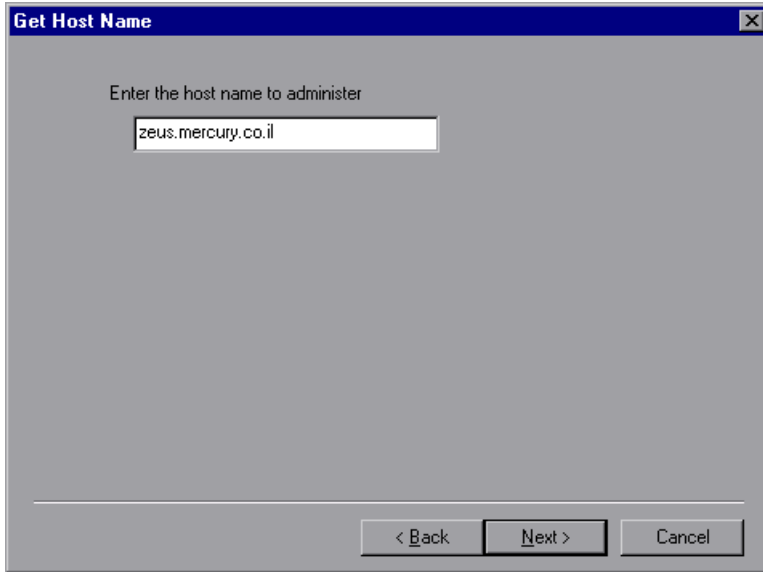 Get Host Name
Enter the host name to administer
zeus.mercury.co.il
< Back Next > Cancel